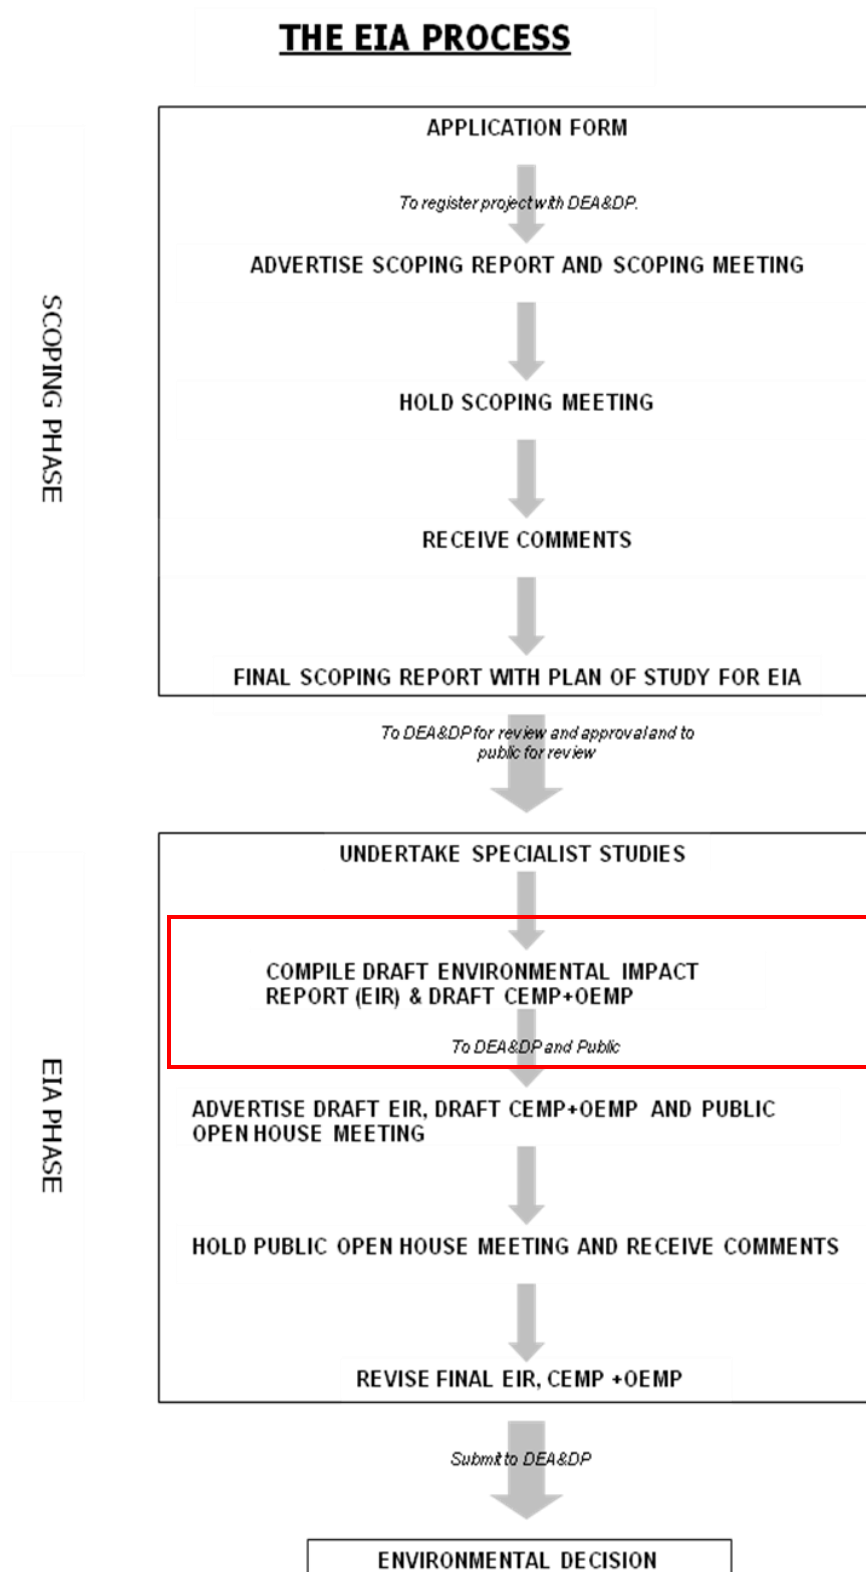 THE EIA PROCESS
SCOPING PHASE
APPLICATION FORM
To register project with DEA&DP.
ADVERTISE SCOPING REPORT AND SCOPING MEETING
HOLD SCOPING MEETING
RECEIVE COMMENTS
FINAL SCOPING REPORT WITH PLAN OF STUDY FOR EIA
To DEA&DP for review and approval and to
public for review
EIA PHASE
UNDERTAKE SPECIALIST STUDIES
COMPILE DRAFT ENVIRONMENTAL IMPACT
REPORT (EIR) & DRAFT CEMP+OEMP
To DEA&DP and Public
ADVERTISE DRAFT EIR, DRAFT CEMP+OEMP AND PUBLIC
OPEN HOUSE MEETING
HOLD PUBLIC OPEN HOUSE MEETING AND RECEIVE COMMENTS
REVISE FINAL EIR, CEMP +OEMP
Submit to DEA&DP
ENVIRONMENTAL DECISION